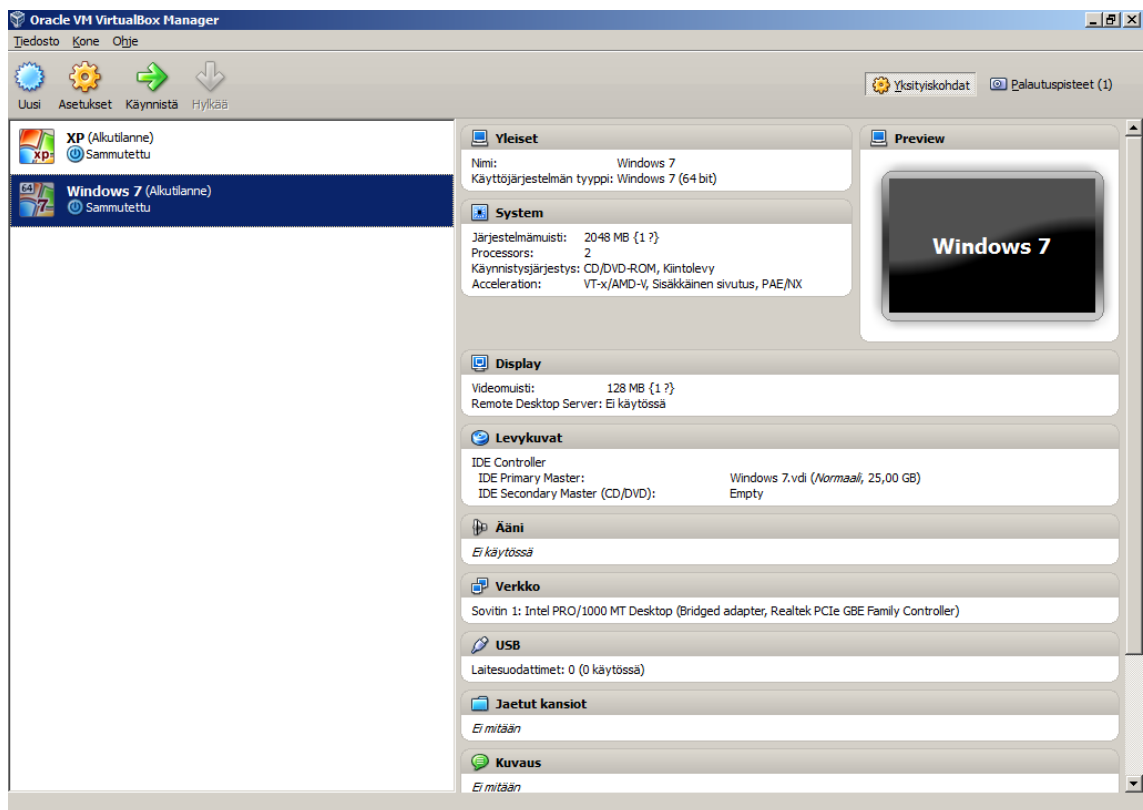 Oracle VM VirtualBox Manager
Tiedosto Kone Ohje
Uusi Asetukset Käynnistä Hylkää
Yksityiskohdat Palautuspisteet (1)
XP (Alkutilanne)
Sammutettu
Windows 7 (Alkutilanne)
Sammutettu
Yleiset
Nimi: Windows 7
Käyttöjärjestelmän tyyppi: Windows 7 (64 bit)
System
Järjestelmämuisti: 2048 MB {1 ?}
Processors: 2
Käynnistysjärjestys: CD/DVD-ROM, Kiintolevy
Acceleration: VT-x/AMD-V, Sisäkkäinen sivutus, PAE/NX
Preview
Windows 7
Display
Videomuisti: 128 MB {1 ?}
Remote Desktop Server: Ei käytössä
Levykuvat
IDE Controller
IDE Primary Master: Windows 7.vdi (Normaali, 25,00 GB)
IDE Secondary Master (CD/DVD): Empty
Ääni
Ei käytössä
Verkko
Sovitin 1: Intel PRO/1000 MT Desktop (Bridged adapter, Realtek PCIe GBE Family Controller)
USB
Laitesuodattimet: 0 (0 käytössä)
Jaetut kansiot
Ei mitään
Kuvaus
Ei mitään